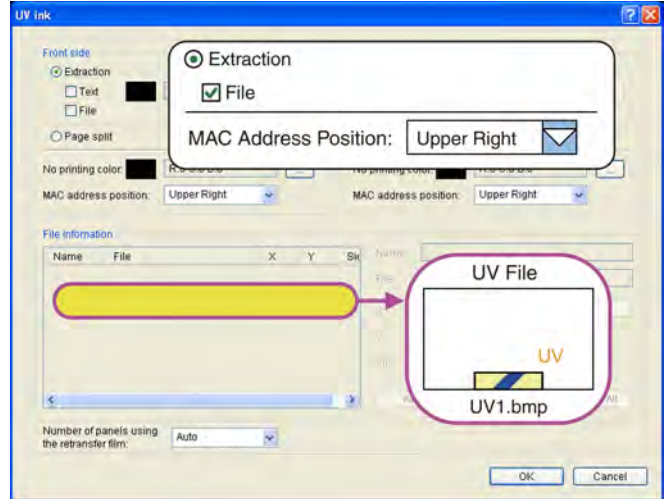 UV ink
Front side
Extraction
Text
File
Page split
Extraction
File
MAC Address Position: Upper Right
No printing color:
No printing color:
MAC address position: Upper Right
MAC address position: Upper Right
File Infomation
Name File X Y
Name
UV File
UV
UV1.bmp
Number of panels using
the retransfer film:
Auto
OK Cancel